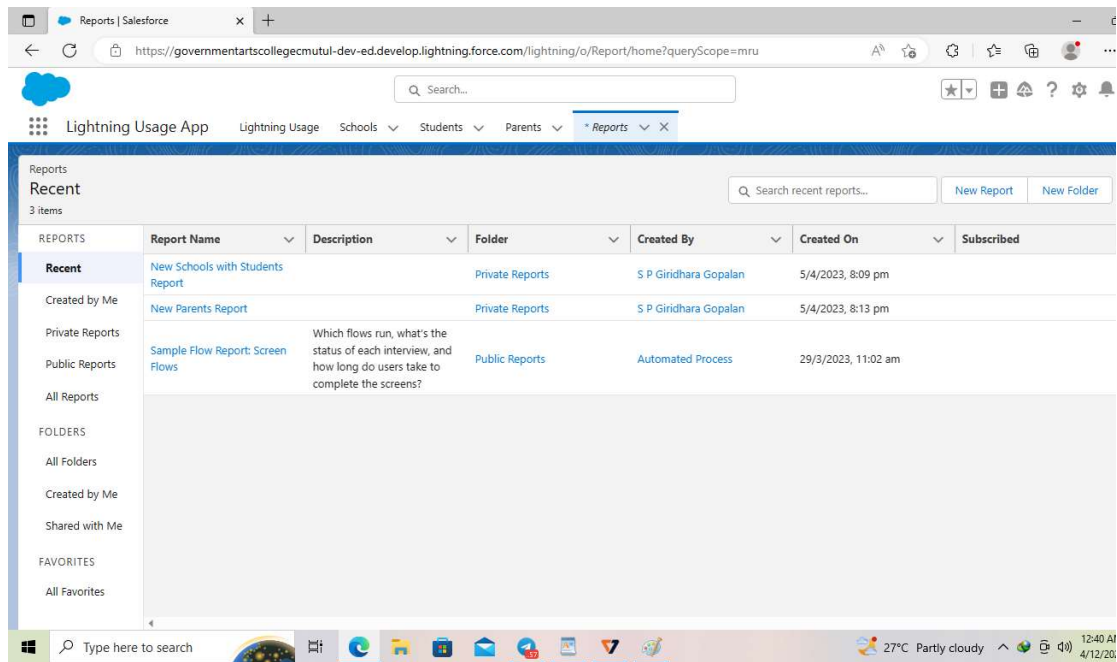 Reports | Salesforce
https://governmentartscollegecmutul-dev-ed.develop.lightning.force.com/lightning/o/Report/home?queryScope=mru
Search...
Lightning Usage App
Lightning Usage
Schools
Students
Parents
* Reports
Reports
Recent
3 items
Search recent reports...
New Report
New Folder
REPORTS
Recent
Created by Me
Private Reports
Public Reports
All Reports
FOLDERS
All Folders
Created by Me
Shared with Me
FAVORITES
All Favorites
Report Name
Description
Folder
Created By
Created On
Subscribed
New Schools with Students
Report
Private Reports
S P Giridhara Gopalan
5/4/2023, 8:09 pm
New Parents Report
Private Reports
S P Giridhara Gopalan
5/4/2023, 8:13 pm
Sample Flow Report: Screen
Flows
Which flows run, what's the
status of each interview, and
how long do users take to
complete the screens?
Public Reports
Automated Process
29/3/2023, 11:02 am
Type here to search
27°C Partly cloudy
12:40 AM
4/12/20